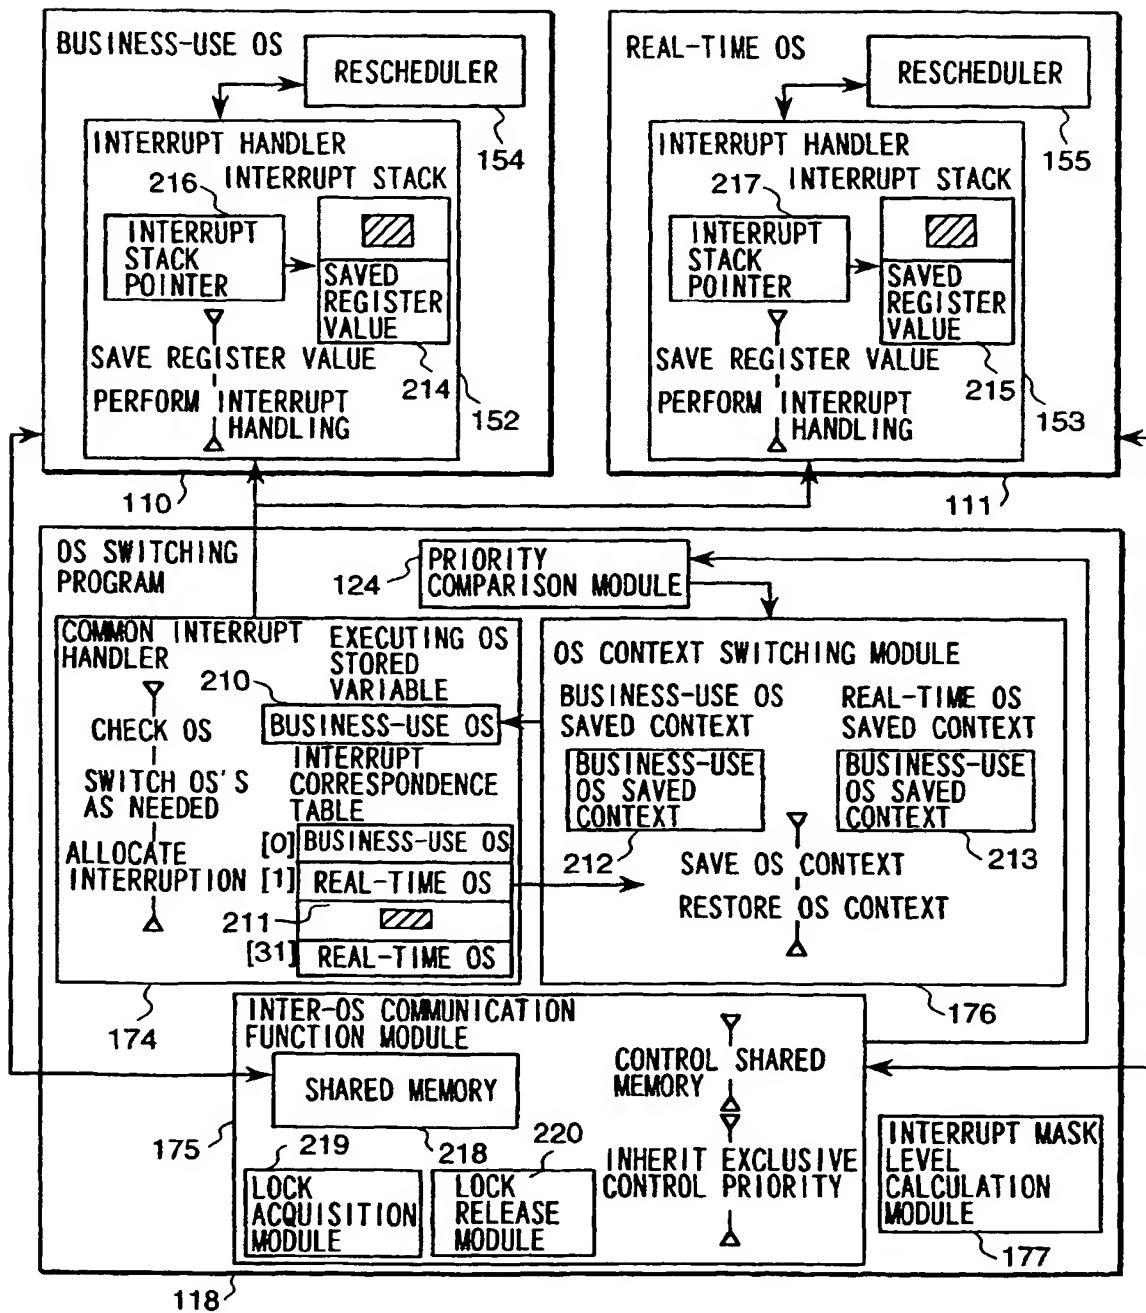 BUSINESS-USE OS
RESCHEDULER
154
INTERRUPT HANDLER
216
INTERRUPT STACK
INTERRUPT
STACK
POINTER
SAVED
REGISTER
VALUE
SAVE REGISTER VALUE
214
PERFORM INTERRUPT
HANDLING
152
110
REAL-TIME OS
RESCHEDULER
155
INTERRUPT HANDLER
217
INTERRUPT STACK
INTERRUPT
STACK
POINTER
SAVED
REGISTER
VALUE
SAVE REGISTER VALUE
215
PERFORM INTERRUPT
HANDLING
153
111
OS SWITCHING
PROGRAM
124
PRIORITY
COMPARISON MODULE
COMMON INTERRUPT
HANDLER
EXECUTING OS
STORED
VARIABLE
210
BUSINESS-USE OS
CHECK OS
SWITCH OS'S
AS NEEDED
ALLOCATE
INTERRUPTION
INTERRUPT
CORRESPONDENCE
TABLE
[0] BUSINESS-USE OS
[1] REAL-TIME OS
211
[31] REAL-TIME OS
174
OS CONTEXT SWITCHING MODULE
BUSINESS-USE OS
SAVED CONTEXT
BUSINESS-USE
OS SAVED
CONTEXT
212
REAL-TIME OS
SAVED CONTEXT
BUSINESS-USE
OS SAVED
CONTEXT
213
SAVE OS CONTEXT
RESTORE OS CONTEXT
176
INTER-OS COMMUNICATION
FUNCTION MODULE
SHARED MEMORY
218
175
219
LOCK
ACQUISITION
MODULE
220
LOCK
RELEASE
MODULE
CONTROL SHARED
MEMORY
INHERIT EXCLUSIVE
CONTROL PRIORITY
INTERRUPT MASK
LEVEL
CALCULATION
MODULE
177
118